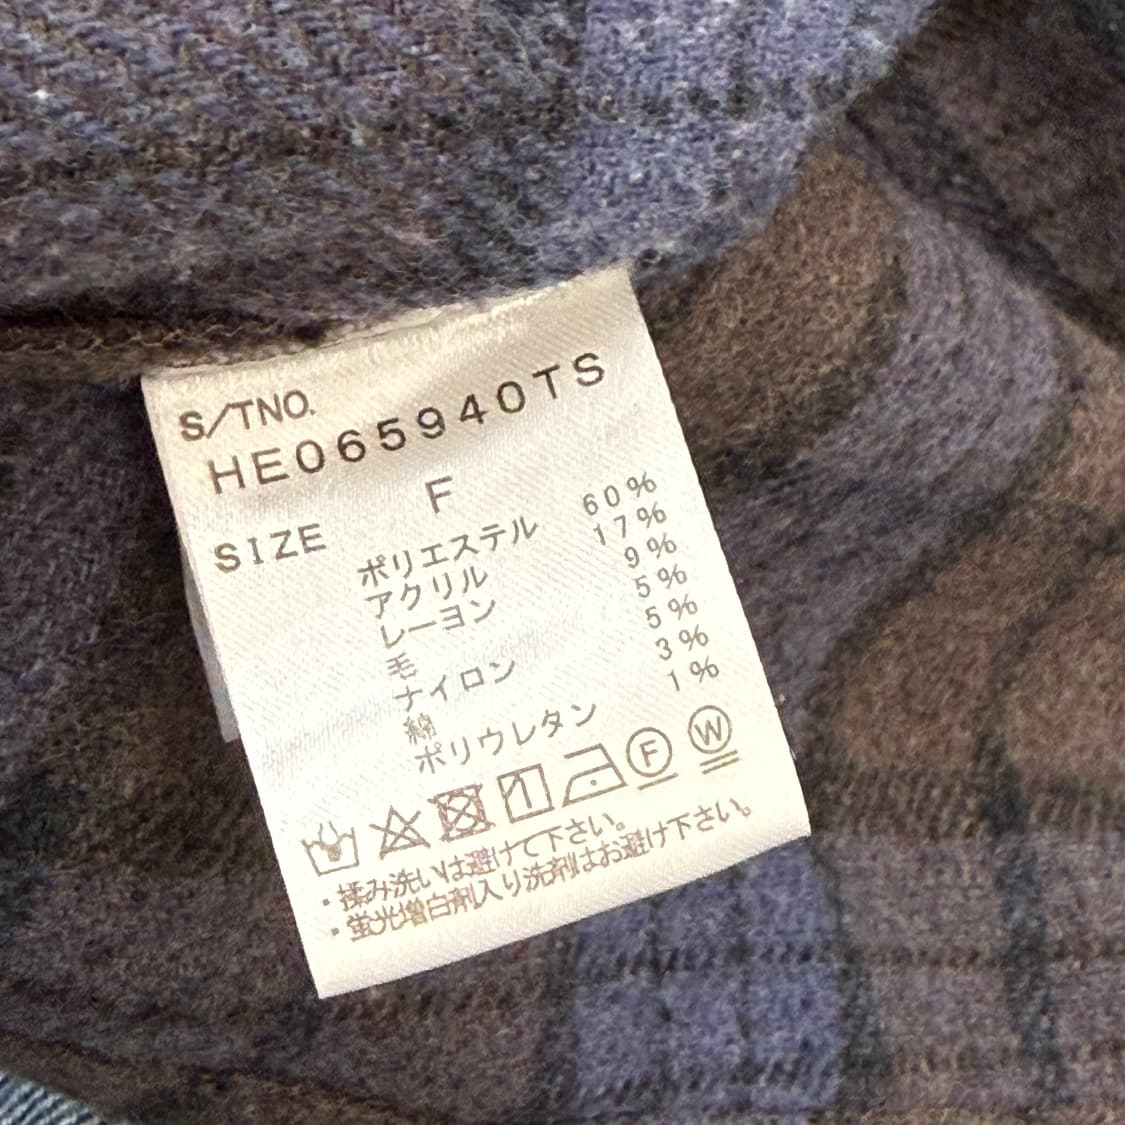 S/TNO.
HE065940TS
SIZE F
ポリエステル 60%
アクリル 17%
レーヨン 9%
毛 5%
ナイロン 5%
綿 3%
ポリウレタン 1%
F W
・揉み洗いは避けて下さい。
・蛍光増白剤入り洗剤はお避け下さい。